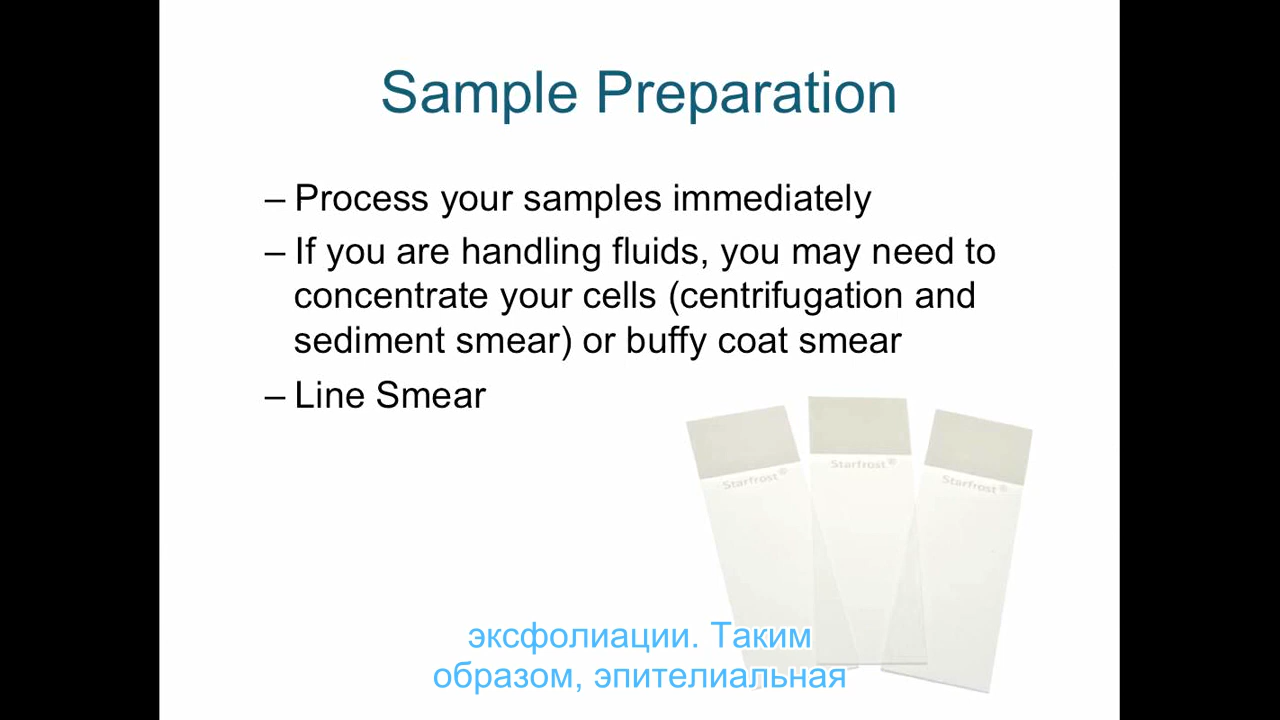 Sample Preparation
– Process your samples immediately
– If you are handling fluids, you may need to
concentrate your cells (centrifugation and
sediment smear) or buffy coat smear
– Line Smear
Starfrost®
Starfrost®
Starfrost®
эксфолиации. Таким
образом, эпителиальная